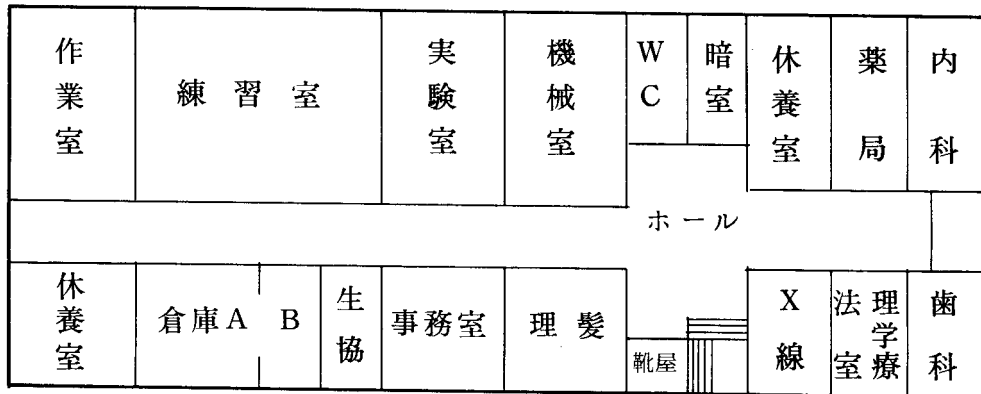 作業室
練習室
実験室
機械室
WC
暗室
休養室
薬局
内科
ホール
休養室
倉庫A B
生協
事務室
理髪
靴屋
X線
理学療法室
歯科